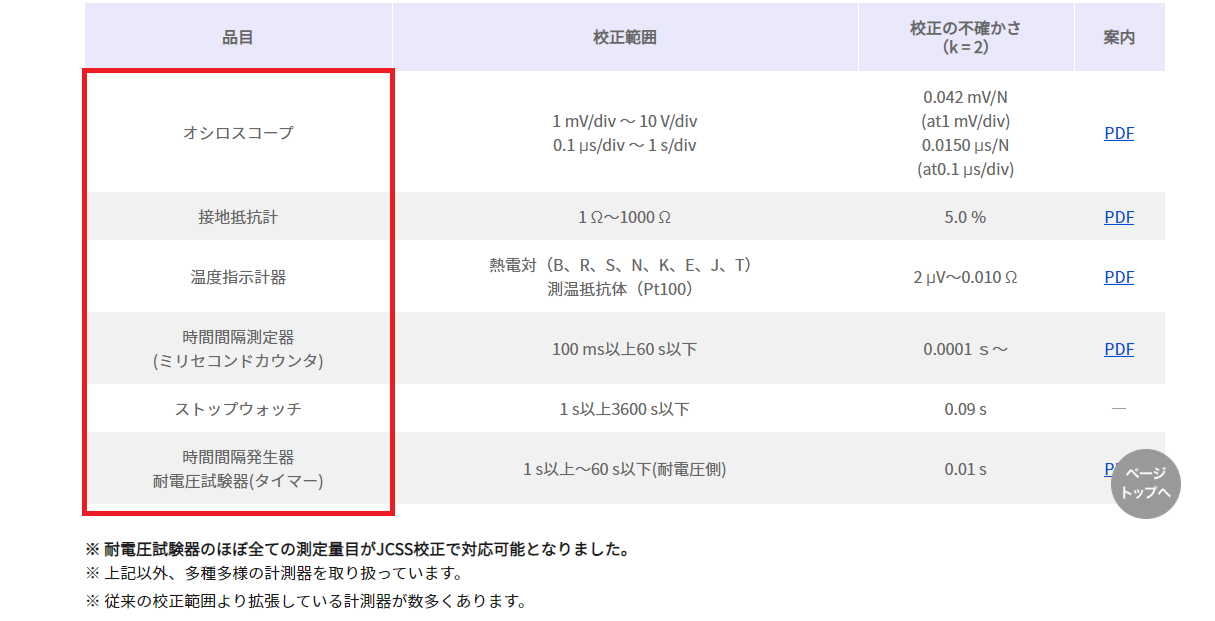 品目
校正範囲
校正の不確かさ
（k = 2）
案内
オシロスコープ
1 mV/div ～ 10 V/div
0.1 μs/div ～ 1 s/div
0.042 mV/N
(at1 mV/div)
0.0150 μs/N
(at0.1 μs/div)
PDF
接地抵抗計
1 Ω～1000 Ω
5.0 %
PDF
温度指示計器
熱電対（B、R、S、N、K、E、J、T）
測温抵抗体（Pt100）
2 μV～0.010 Ω
PDF
時間間隔測定器
(ミリセコンドカウンタ)
100 ms以上60 s以下
0.0001 ｓ～
PDF
ストップウォッチ
1 s以上3600 s以下
0.09 s
―
時間間隔発生器
耐電圧試験器(タイマー)
1 s以上～60 s以下(耐電圧側)
0.01 s
ページ
トップへ
※ 耐電圧試験器のほぼ全ての測定量目がJCSS校正で対応可能となりました。
※ 上記以外、多種多様の計測器を取り扱っています。
※ 従来の校正範囲より拡張している計測器が数多くあります。